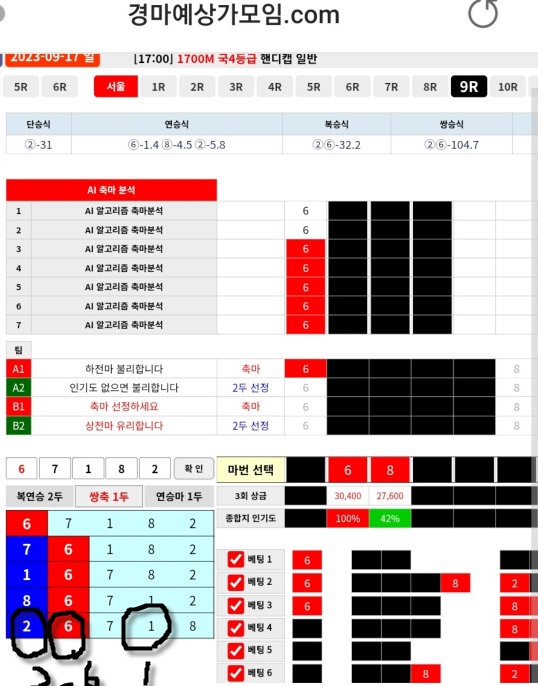 경마예상가모임.com
2023-09-17 일 [17:00] 1700M 국4등급 핸디캡 일반
5R 6R 서울 1R 2R 3R 4R 5R 6R 7R 8R 9R 10R
단승식 연승식 복승식 쌍승식
②-31 ⑥-1.4 ⑧-4.5 ②-5.8 ②⑥-32.2 ②⑥-104.7
AI 축마 분석
1 AI 알고리즘 축마분석 6
2 AI 알고리즘 축마분석 6
3 AI 알고리즘 축마분석 6
4 AI 알고리즘 축마분석 6
5 AI 알고리즘 축마분석 6
6 AI 알고리즘 축마분석 6
7 AI 알고리즘 축마분석 6
팀
A1 하전마 불리합니다 축마 6 8
A2 인기도 없으면 불리합니다 2두 선정 6 8
B1 축마 선정하세요 축마 6 8
B2 상전마 유리합니다 2두 선정 6 8
6 7 1 8 2 확 인 마번 선택 6 8
복연승 2두 쌍축 1두 연승마 1두 3회 상금 30,400 27,600
6 7 1 8 2 종합지 인기도 100% 42%
7 6 1 8 2 베팅 1 6
1 6 7 8 2 베팅 2 6 8 2
8 6 7 1 2 베팅 3 6 8
2 6 7 1 8 베팅 4 8
베팅 5
2-6 1 베팅 6 8 2